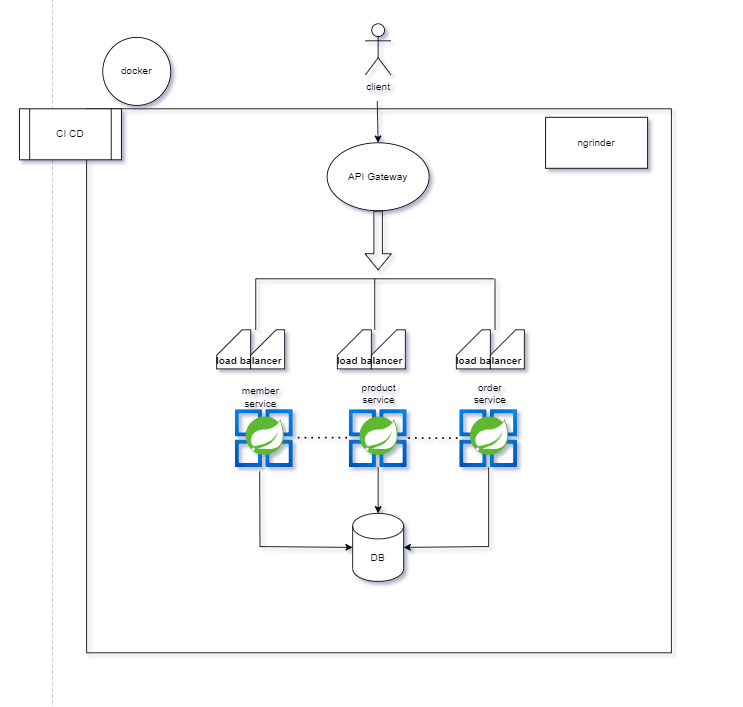 docker
client
CI CD
ngrinder
API Gateway
load balancer
load balancer
load balancer
member
service
product
service
order
service
DB